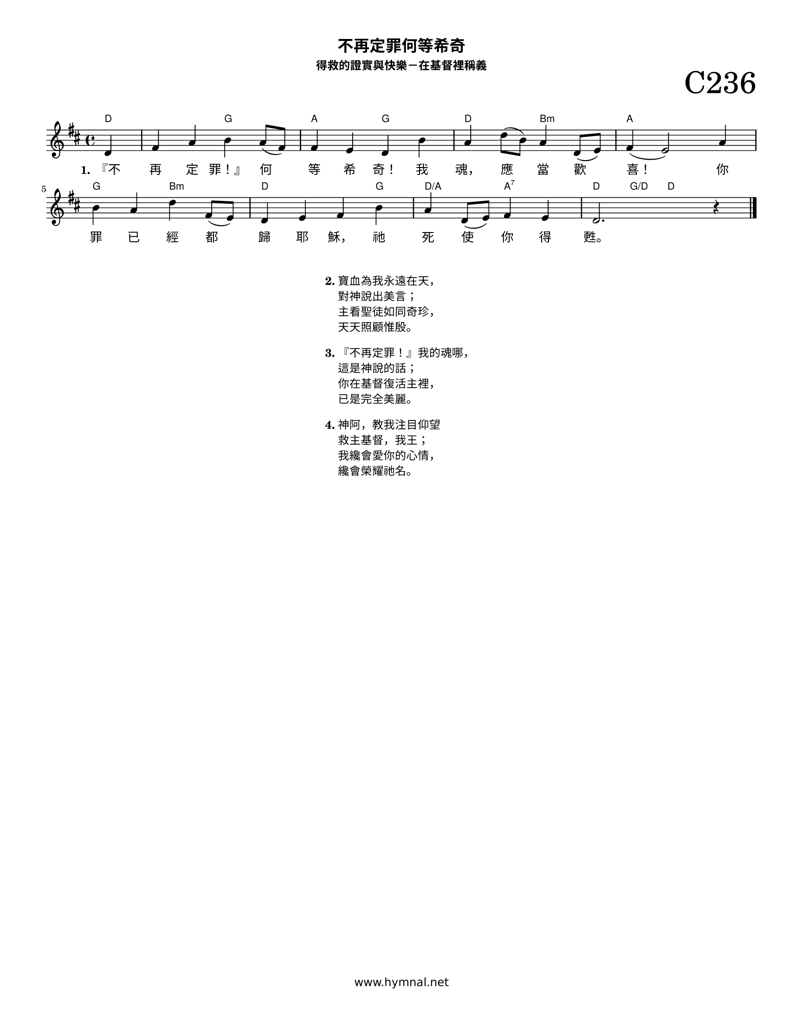 不再定罪何等希奇
得救的證實與快樂－在基督裡稱義
C236
D G A G D Bm A
1. 『不 再 定 罪！』 何 等 希 奇！ 我 魂， 應 當 歡 喜！ 你
5 G Bm D G D/A A7 D G/D D
罪 已 經 都 歸 耶 穌， 祂 死 使 你 得 甦。
2. 寶血為我永遠在天，
對神說出美言；
主看聖徒如同奇珍，
天天照顧惟殷。
3. 『不再定罪！』我的魂哪，
這是神說的話；
你在基督復活主裡，
已是完全美麗。
4. 神阿，教我注目仰望
救主基督，我王；
我纔會愛你的心情，
纔會榮耀祂名。
www.hymnal.net